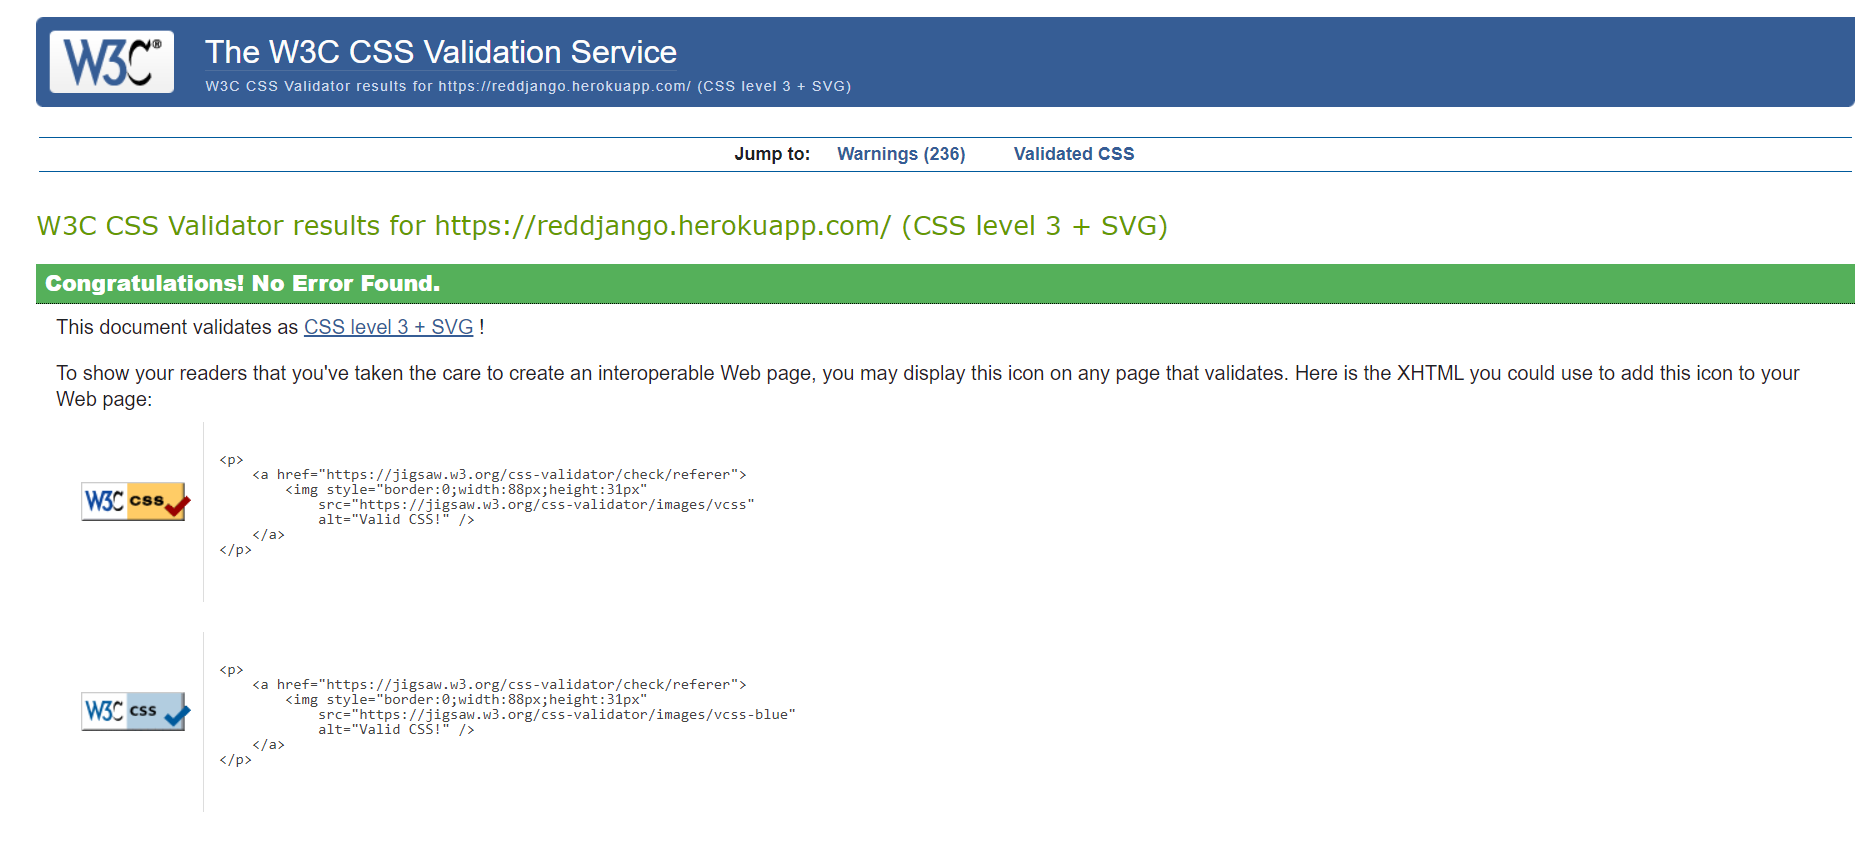 W3C®
The W3C CSS Validation Service
W3C CSS Validator results for https://reddjango.herokuapp.com/ (CSS level 3 + SVG)
Jump to: Warnings (236) Validated CSS
W3C CSS Validator results for https://reddjango.herokuapp.com/ (CSS level 3 + SVG)
Congratulations! No Error Found.
This document validates as CSS level 3 + SVG !
To show your readers that you've taken the care to create an interoperable Web page, you may display this icon on any page that validates. Here is the XHTML you could use to add this icon to your
Web page:
W3C css
<p>
<a href="https://jigsaw.w3.org/css-validator/check/referer">
<img style="border:0;width:88px;height:31px"
src="https://jigsaw.w3.org/css-validator/images/vcss"
alt="Valid CSS!" />
</a>
</p>
W3C css
<p>
<a href="https://jigsaw.w3.org/css-validator/check/referer">
<img style="border:0;width:88px;height:31px"
src="https://jigsaw.w3.org/css-validator/images/vcss-blue"
alt="Valid CSS!" />
</a>
</p>